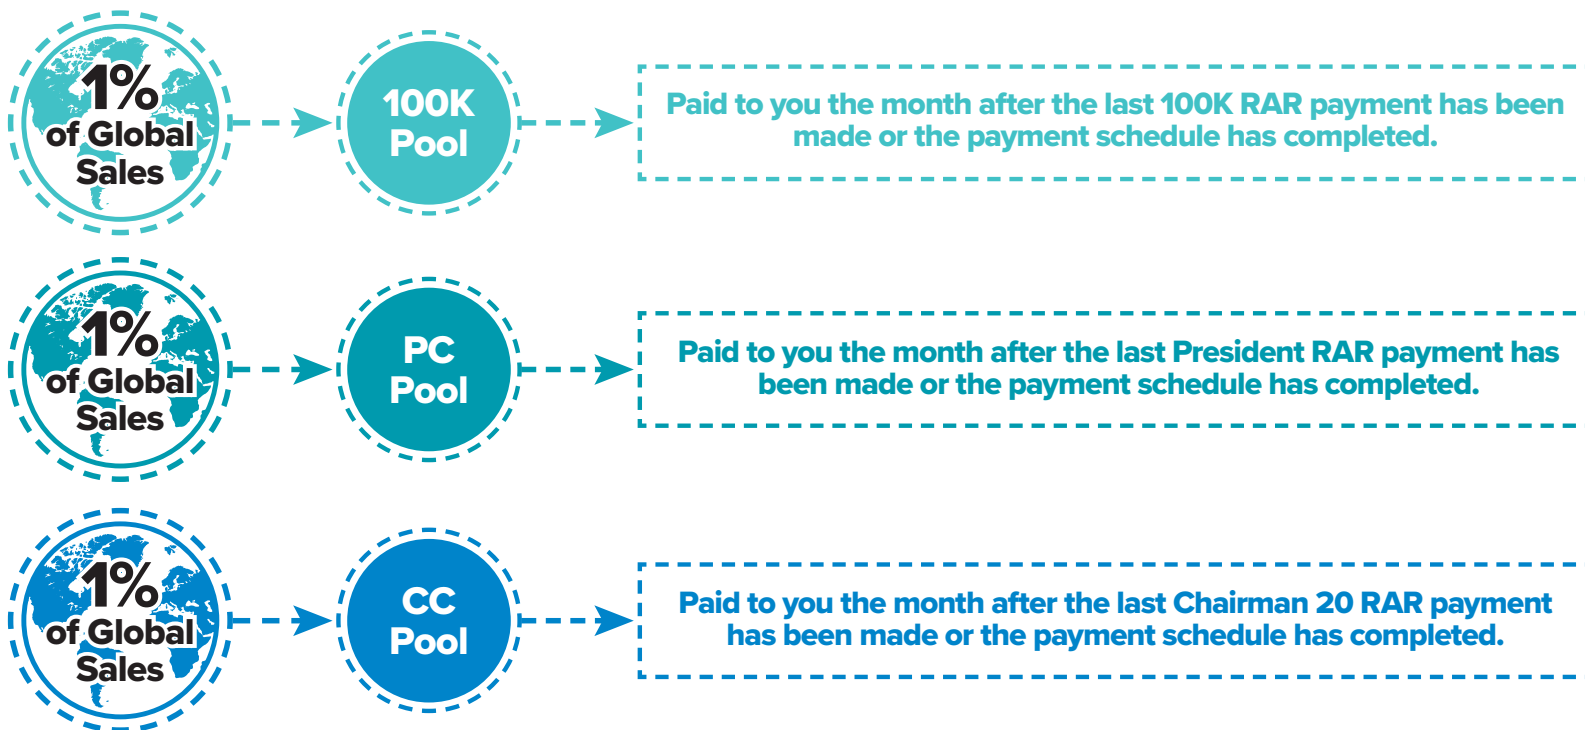 1%
of Global
Sales
100K
Pool
Paid to you the month after the last 100K RAR payment has been
made or the payment schedule has completed.
1%
of Global
Sales
PC
Pool
Paid to you the month after the last President RAR payment has
been made or the payment schedule has completed.
1%
of Global
Sales
CC
Pool
Paid to you the month after the last Chairman 20 RAR payment
has been made or the payment schedule has completed.